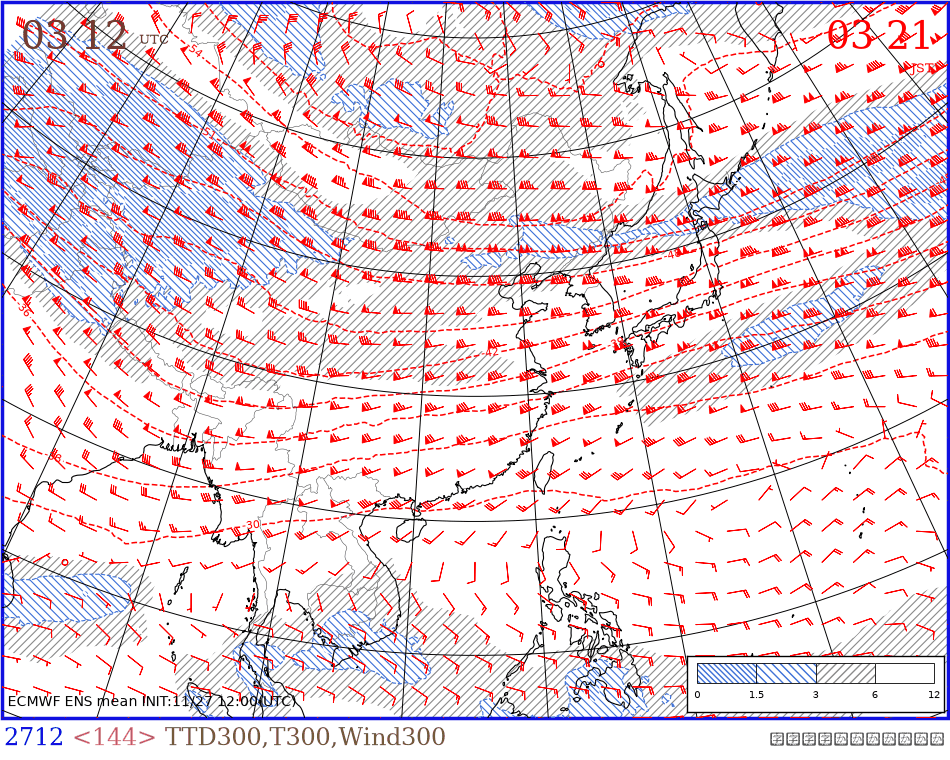 03 12 UTC
03 21
JST
-54
-51
-48
-45
-42
-39
-36
-30
0 1.5 3 6 12
ECMWF ENS mean INIT:11/27 12:00(UTC)
2712 <144> TTD300,T300,Wind300